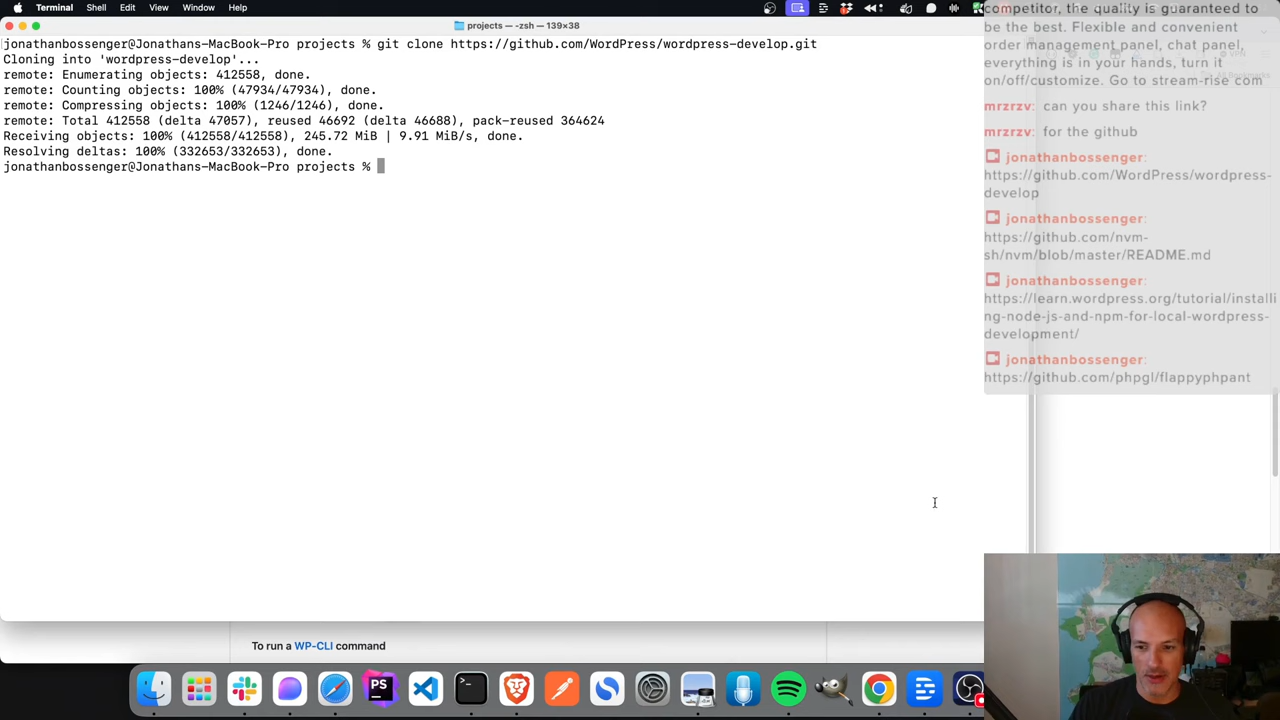 Terminal Shell Edit View Window Help
projects — -zsh — 139×38
jonathanbossenger@Jonathans-MacBook-Pro projects % git clone https://github.com/WordPress/wordpress-develop.git
Cloning into 'wordpress-develop'...
remote: Enumerating objects: 412558, done.
remote: Counting objects: 100% (47934/47934), done.
remote: Compressing objects: 100% (1246/1246), done.
remote: Total 412558 (delta 47057), reused 46692 (delta 46688), pack-reused 364624
Receiving objects: 100% (412558/412558), 245.72 MiB | 9.91 MiB/s, done.
Resolving deltas: 100% (332653/332653), done.
jonathanbossenger@Jonathans-MacBook-Pro projects %
competitor, the quality is guaranteed to
be the best. Flexible and convenient
order management panel, chat panel,
everything is in your hands, turn it
on/off/customize. Go to stream-rise com
mrzrzv: can you share this link?
mrzrzv: for the github
jonathanbossenger:
https://github.com/WordPress/wordpress-
develop
jonathanbossenger:
https://github.com/nvm-
sh/nvm/blob/master/README.md
jonathanbossenger:
https://learn.wordpress.org/tutorial/installi
ng-node-js-and-npm-for-local-wordpress-
development/
jonathanbossenger:
https://github.com/phpgl/flappyphpant
To run a WP-CLI command
PS